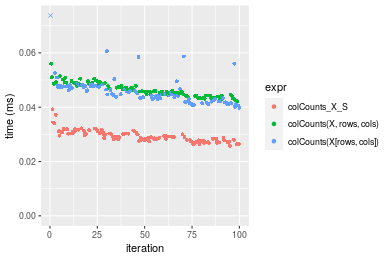 time (ms)
0.06
0.04
0.02
0.00
0
25
50
75
100
iteration
expr
colCounts_X_S
colCounts(X, rows, cols)
colCounts(X[rows, cols])